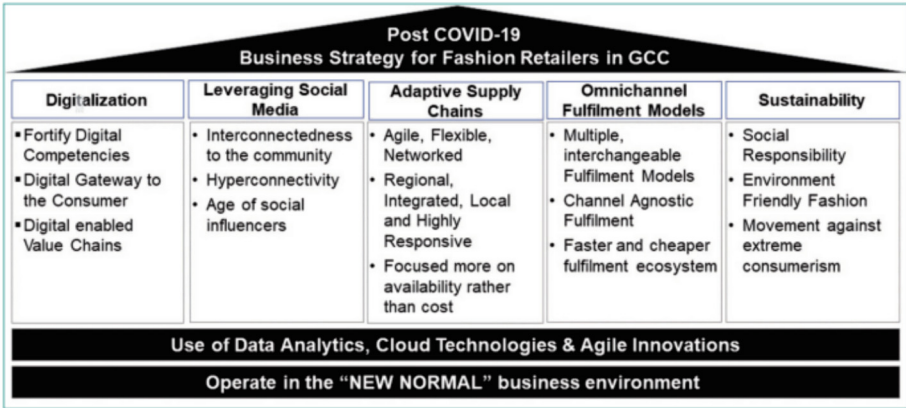 Post COVID-19
Business Strategy for Fashion Retailers in GCC
Digitalization
▪Fortify Digital
Competencies
▪Digital Gateway to
the Consumer
▪Digital enabled
Value Chains
Leveraging Social
Media
• Interconnectedness
to the community
• Hyperconnectivity
• Age of social
influencers
Adaptive Supply
Chains
• Agile, Flexible,
Networked
• Regional,
Integrated, Local
and Highly
Responsive
• Focused more on
availability rather
than cost
Omnichannel
Fulfilment Models
• Multiple,
interchangeable
Fulfilment Models
• Channel Agnostic
Fulfilment
• Faster and cheaper
fulfilment ecosystem
Sustainability
• Social
Responsibility
• Environment
Friendly Fashion
• Movement against
extreme
consumerism
Use of Data Analytics, Cloud Technologies & Agile Innovations
Operate in the “NEW NORMAL” business environment